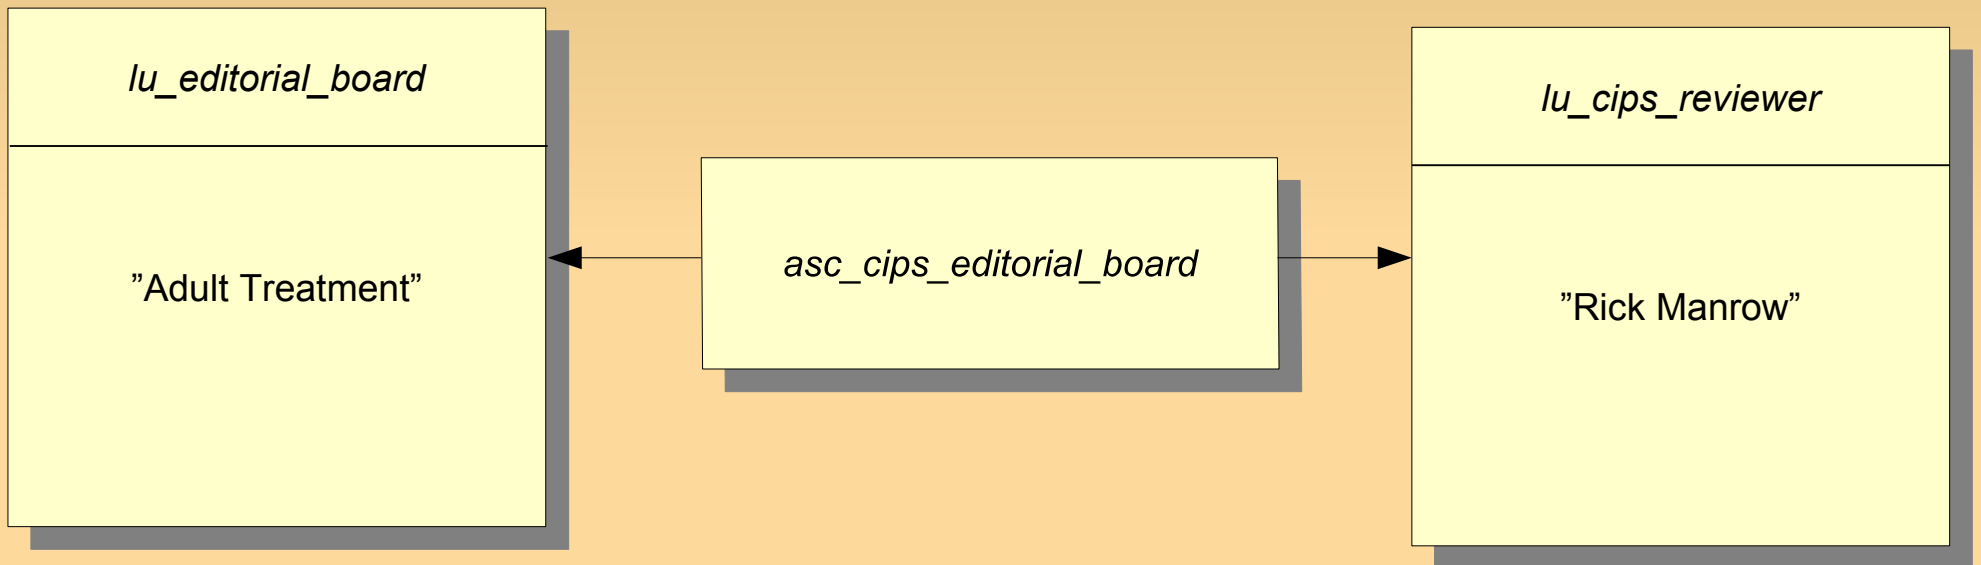 lu_editorial_board
”Adult Treatment”
asc_cips_editorial_board
lu_cips_reviewer
”Rick Manrow”